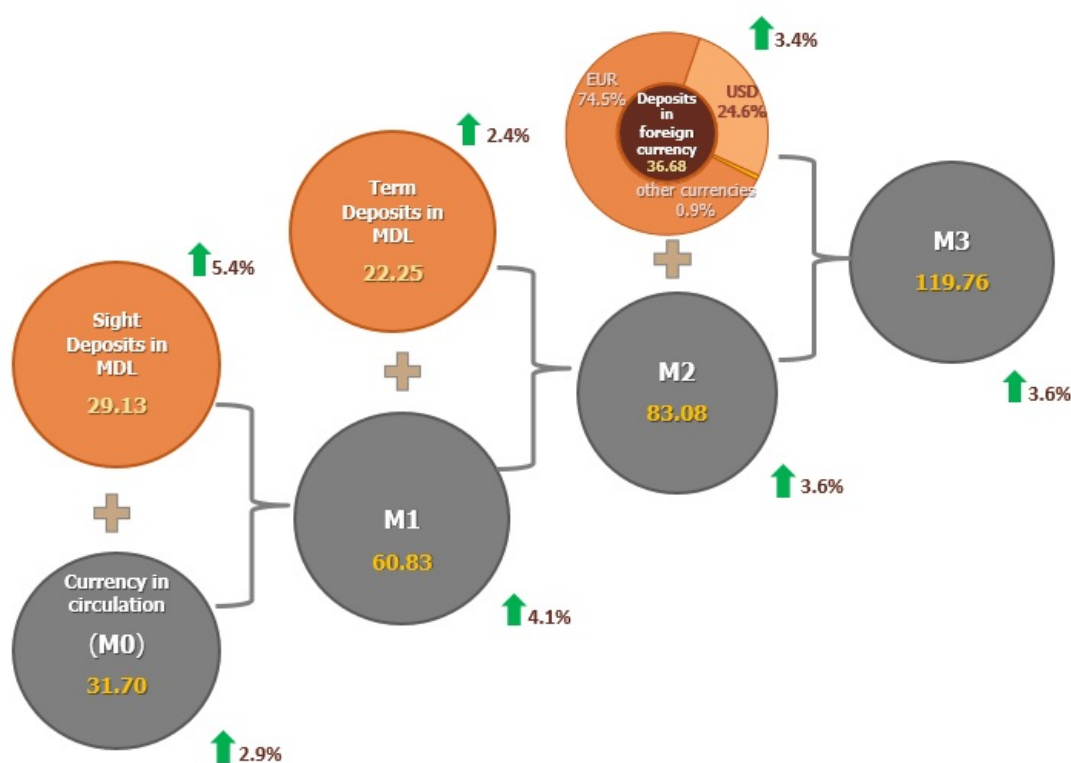 3.4%
EUR
74.5%
USD
24.6%
Deposits
in
foreign
currency
36.68
other currencies
0.9%
2.4%
Term
Deposits in
MDL
22.25
M3
119.76
3.6%
5.4%
Sight
Deposits in
MDL
29.13
M2
83.08
3.6%
M1
60.83
4.1%
Currency in
circulation
(M0)
31.70
2.9%